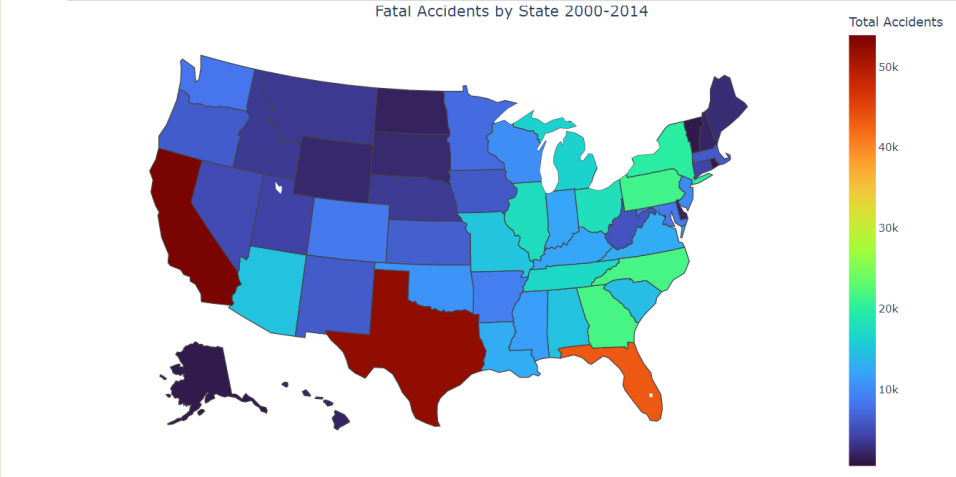 Fatal Accidents by State 2000-2014
Total Accidents
50k
40k
30k
20k
10k